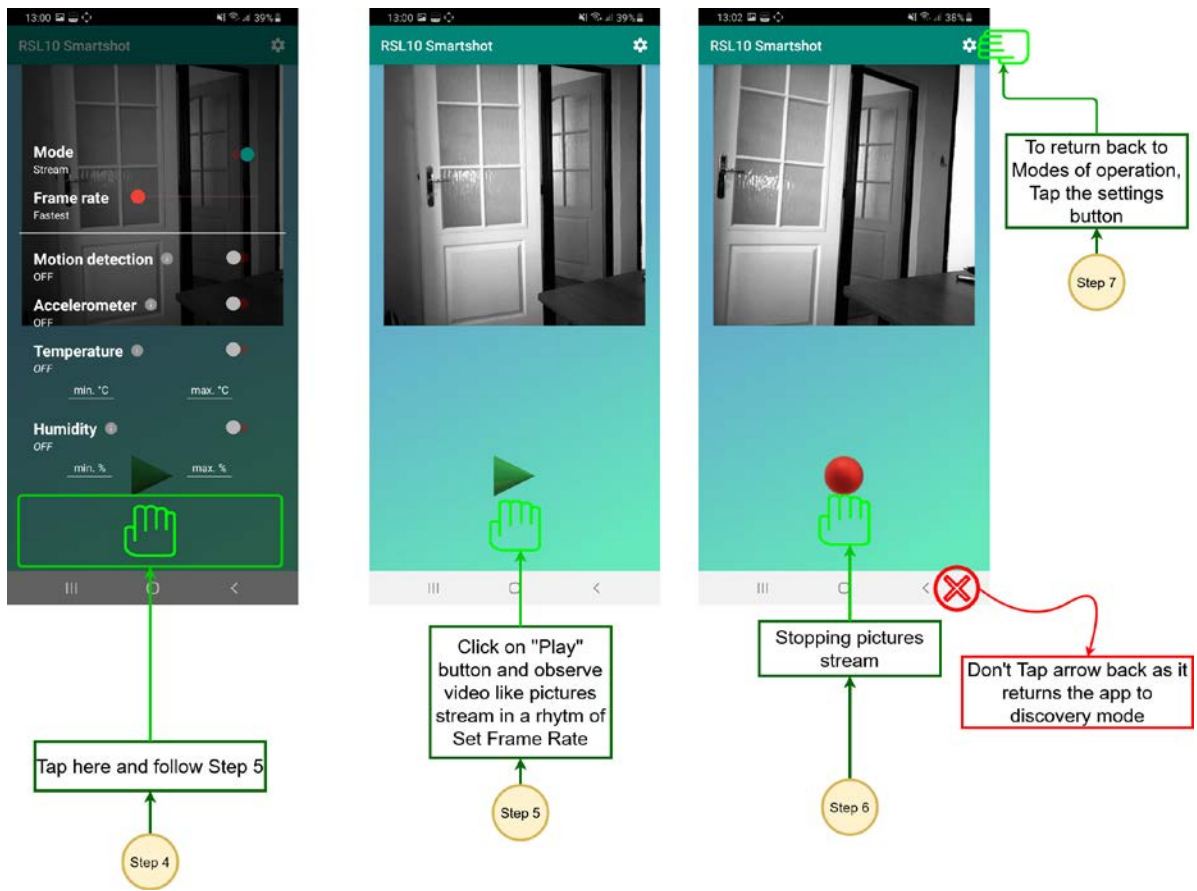 13:00 39%
RSL10 Smartshot
Mode
Stream
Frame rate
Fastest
Motion detection
OFF
Accelerometer
OFF
Temperature
OFF
min. °C max. °C
Humidity
OFF
min. % max. %
Tap here and follow Step 5
Step 4
13:00 39%
RSL10 Smartshot
Click on "Play"
button and observe
video like pictures
stream in a rhytm of
Set Frame Rate
Step 5
13:02 38%
RSL10 Smartshot
Stopping pictures
stream
Step 6
To return back to
Modes of operation,
Tap the settings
button
Step 7
Don't Tap arrow back as it
returns the app to
discovery mode